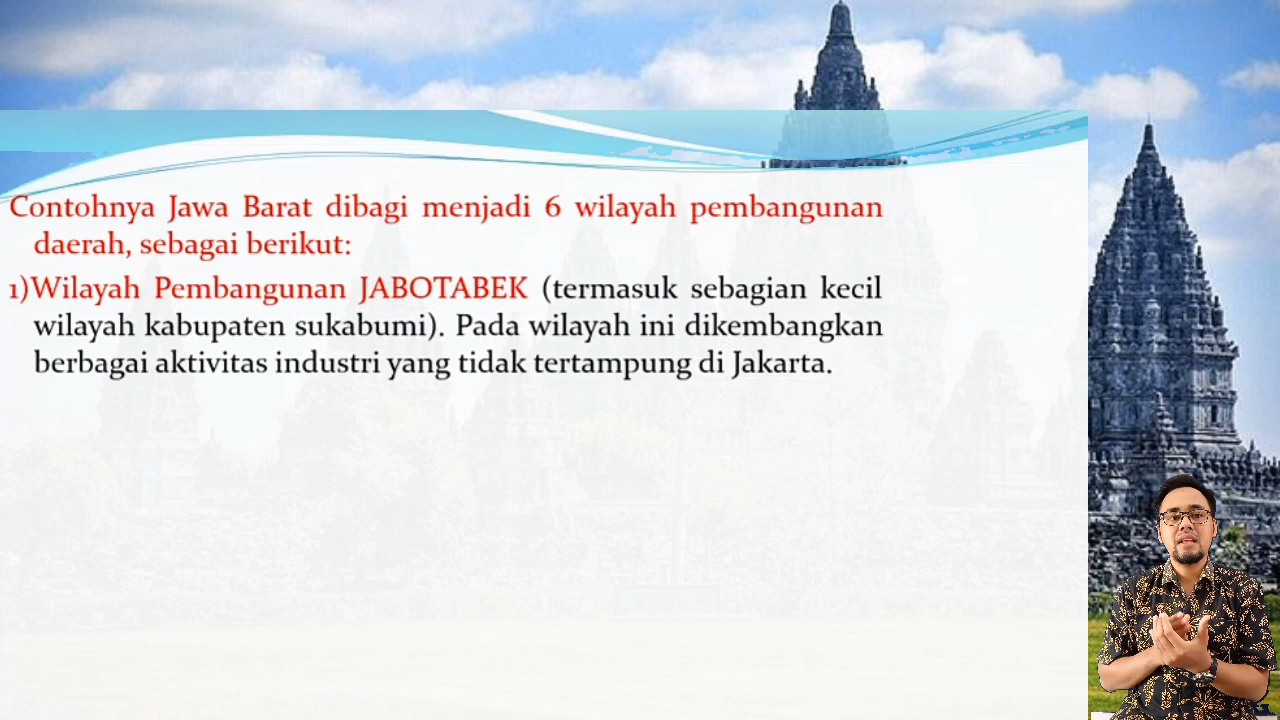 Contohnya Jawa Barat dibagi menjadi 6 wilayah pembangunan
daerah, sebagai berikut:
1)Wilayah Pembangunan JABOTABEK (termasuk sebagian kecil
wilayah kabupaten sukabumi). Pada wilayah ini dikembangkan
berbagai aktivitas industri yang tidak tertampung di Jakarta.